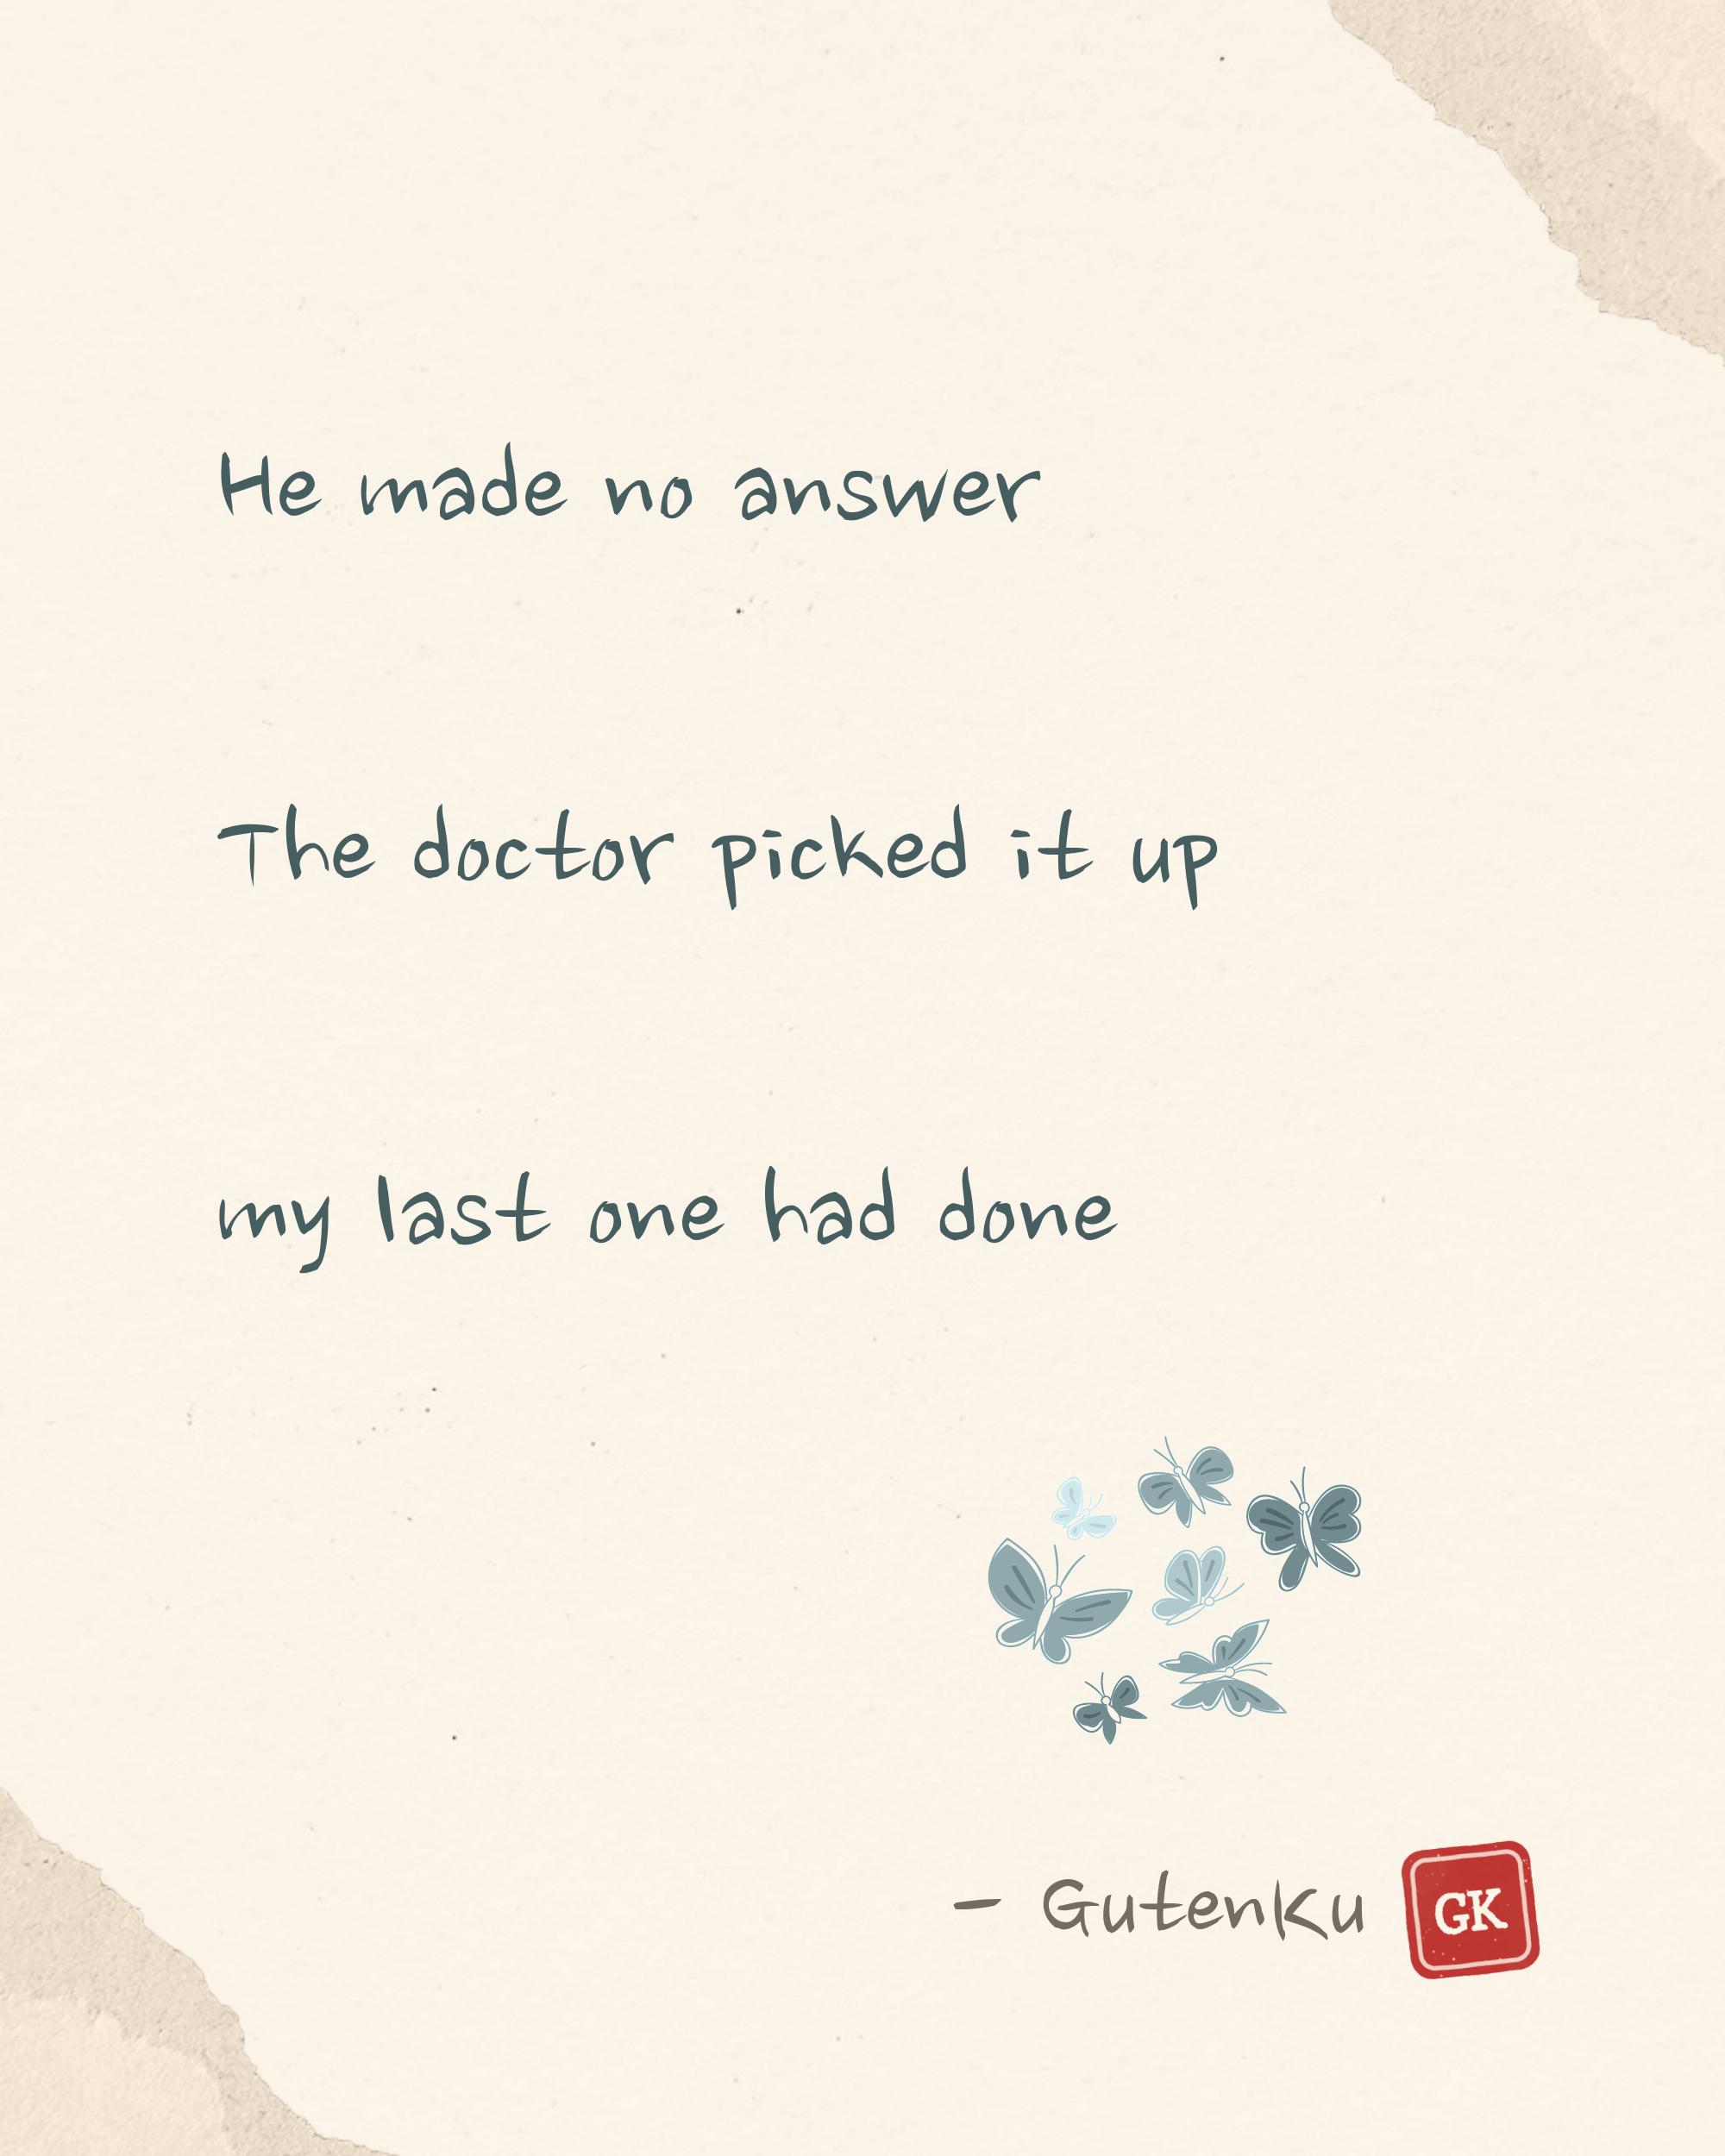 He made no answer
The doctor picked it up
my last one had done
- GutenKu
GK